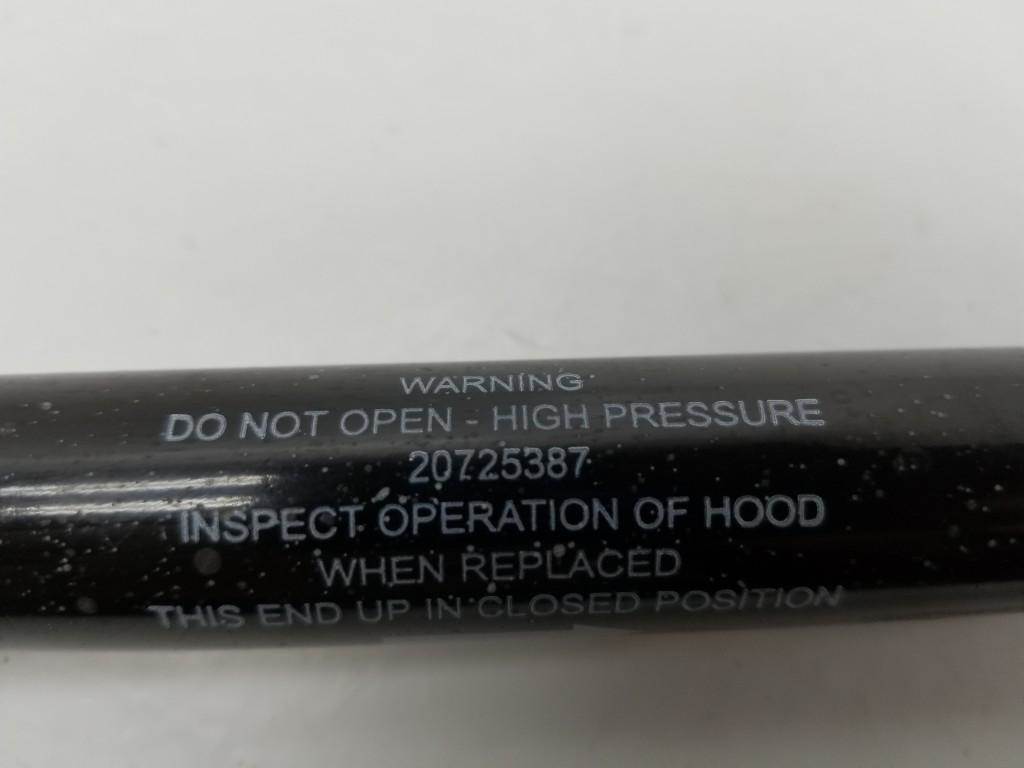 WARNING
DO NOT OPEN - HIGH PRESSURE
20725387
INSPECT OPERATION OF HOOD
WHEN REPLACED
THIS END UP IN CLOSED POSITION